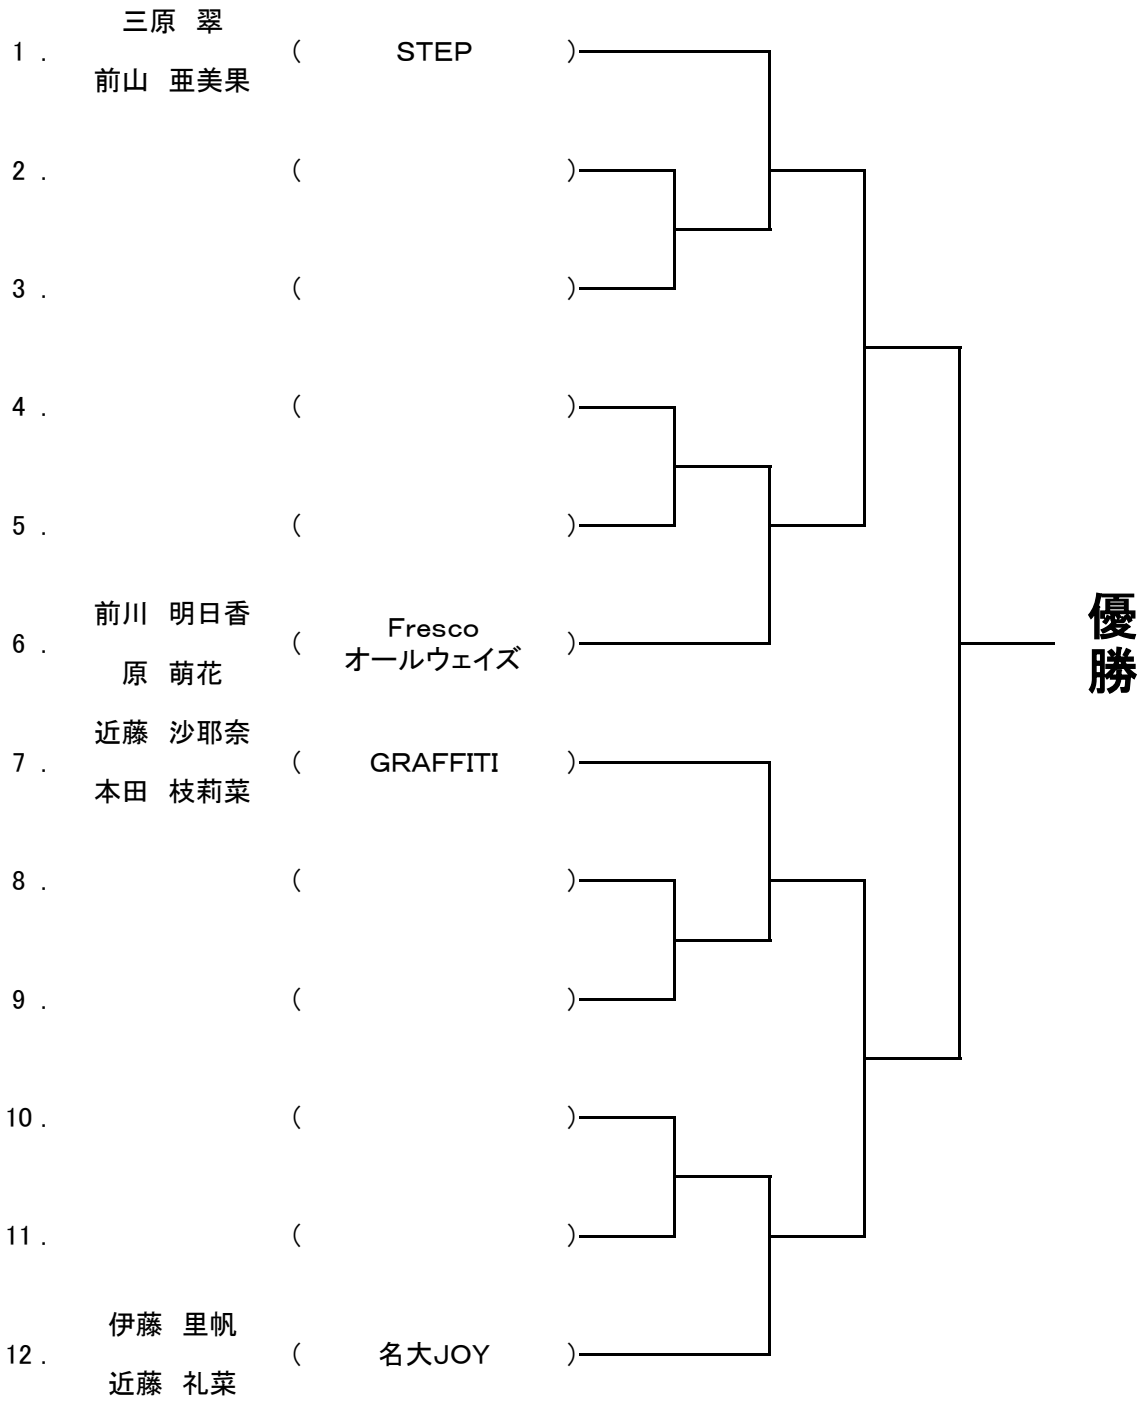 三原　翠
1 . ( STEP )
前山　亜美果
2 . ( )
3 . ( )
4 . ( )
5 . ( )
前川　明日香
6 . ( Fresco
オールウェイズ )
原　萌花
近藤　沙耶奈
7 . ( GRAFFITI )
本田　枝莉菜
8 . ( )
9 . ( )
10 . ( )
11 . ( )
伊藤　里帆
12 . ( 名大JOY )
近藤　礼菜
優
勝